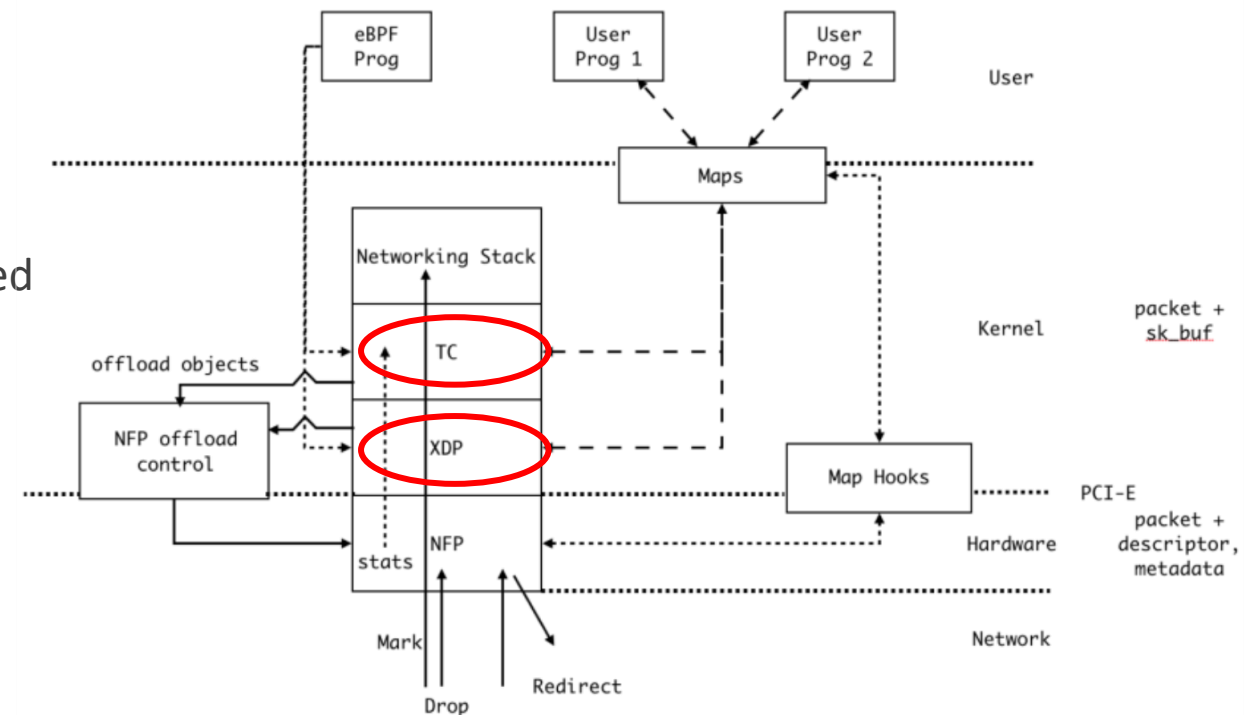 eBPF
Prog
User
Prog 1
User
Prog 2
User
Maps
ed
Networking Stack
TC
XDP
offload objects
NFP offload
control
Kernel
packet +
sk_buf
Map Hooks
PCI-E
NFP
stats
Hardware
packet +
descriptor,
metadata
Mark
Drop
Redirect
Network